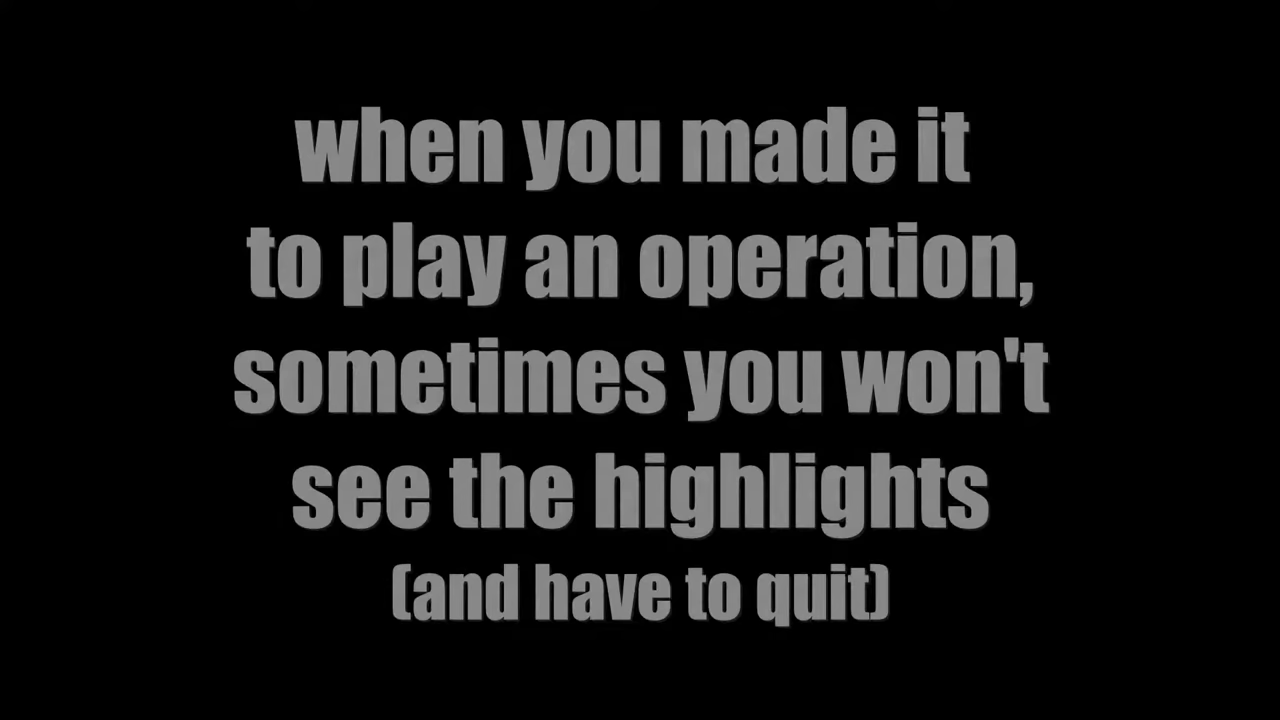 when you made it
to play an operation,
sometimes you won't
see the highlights
(and have to quit)